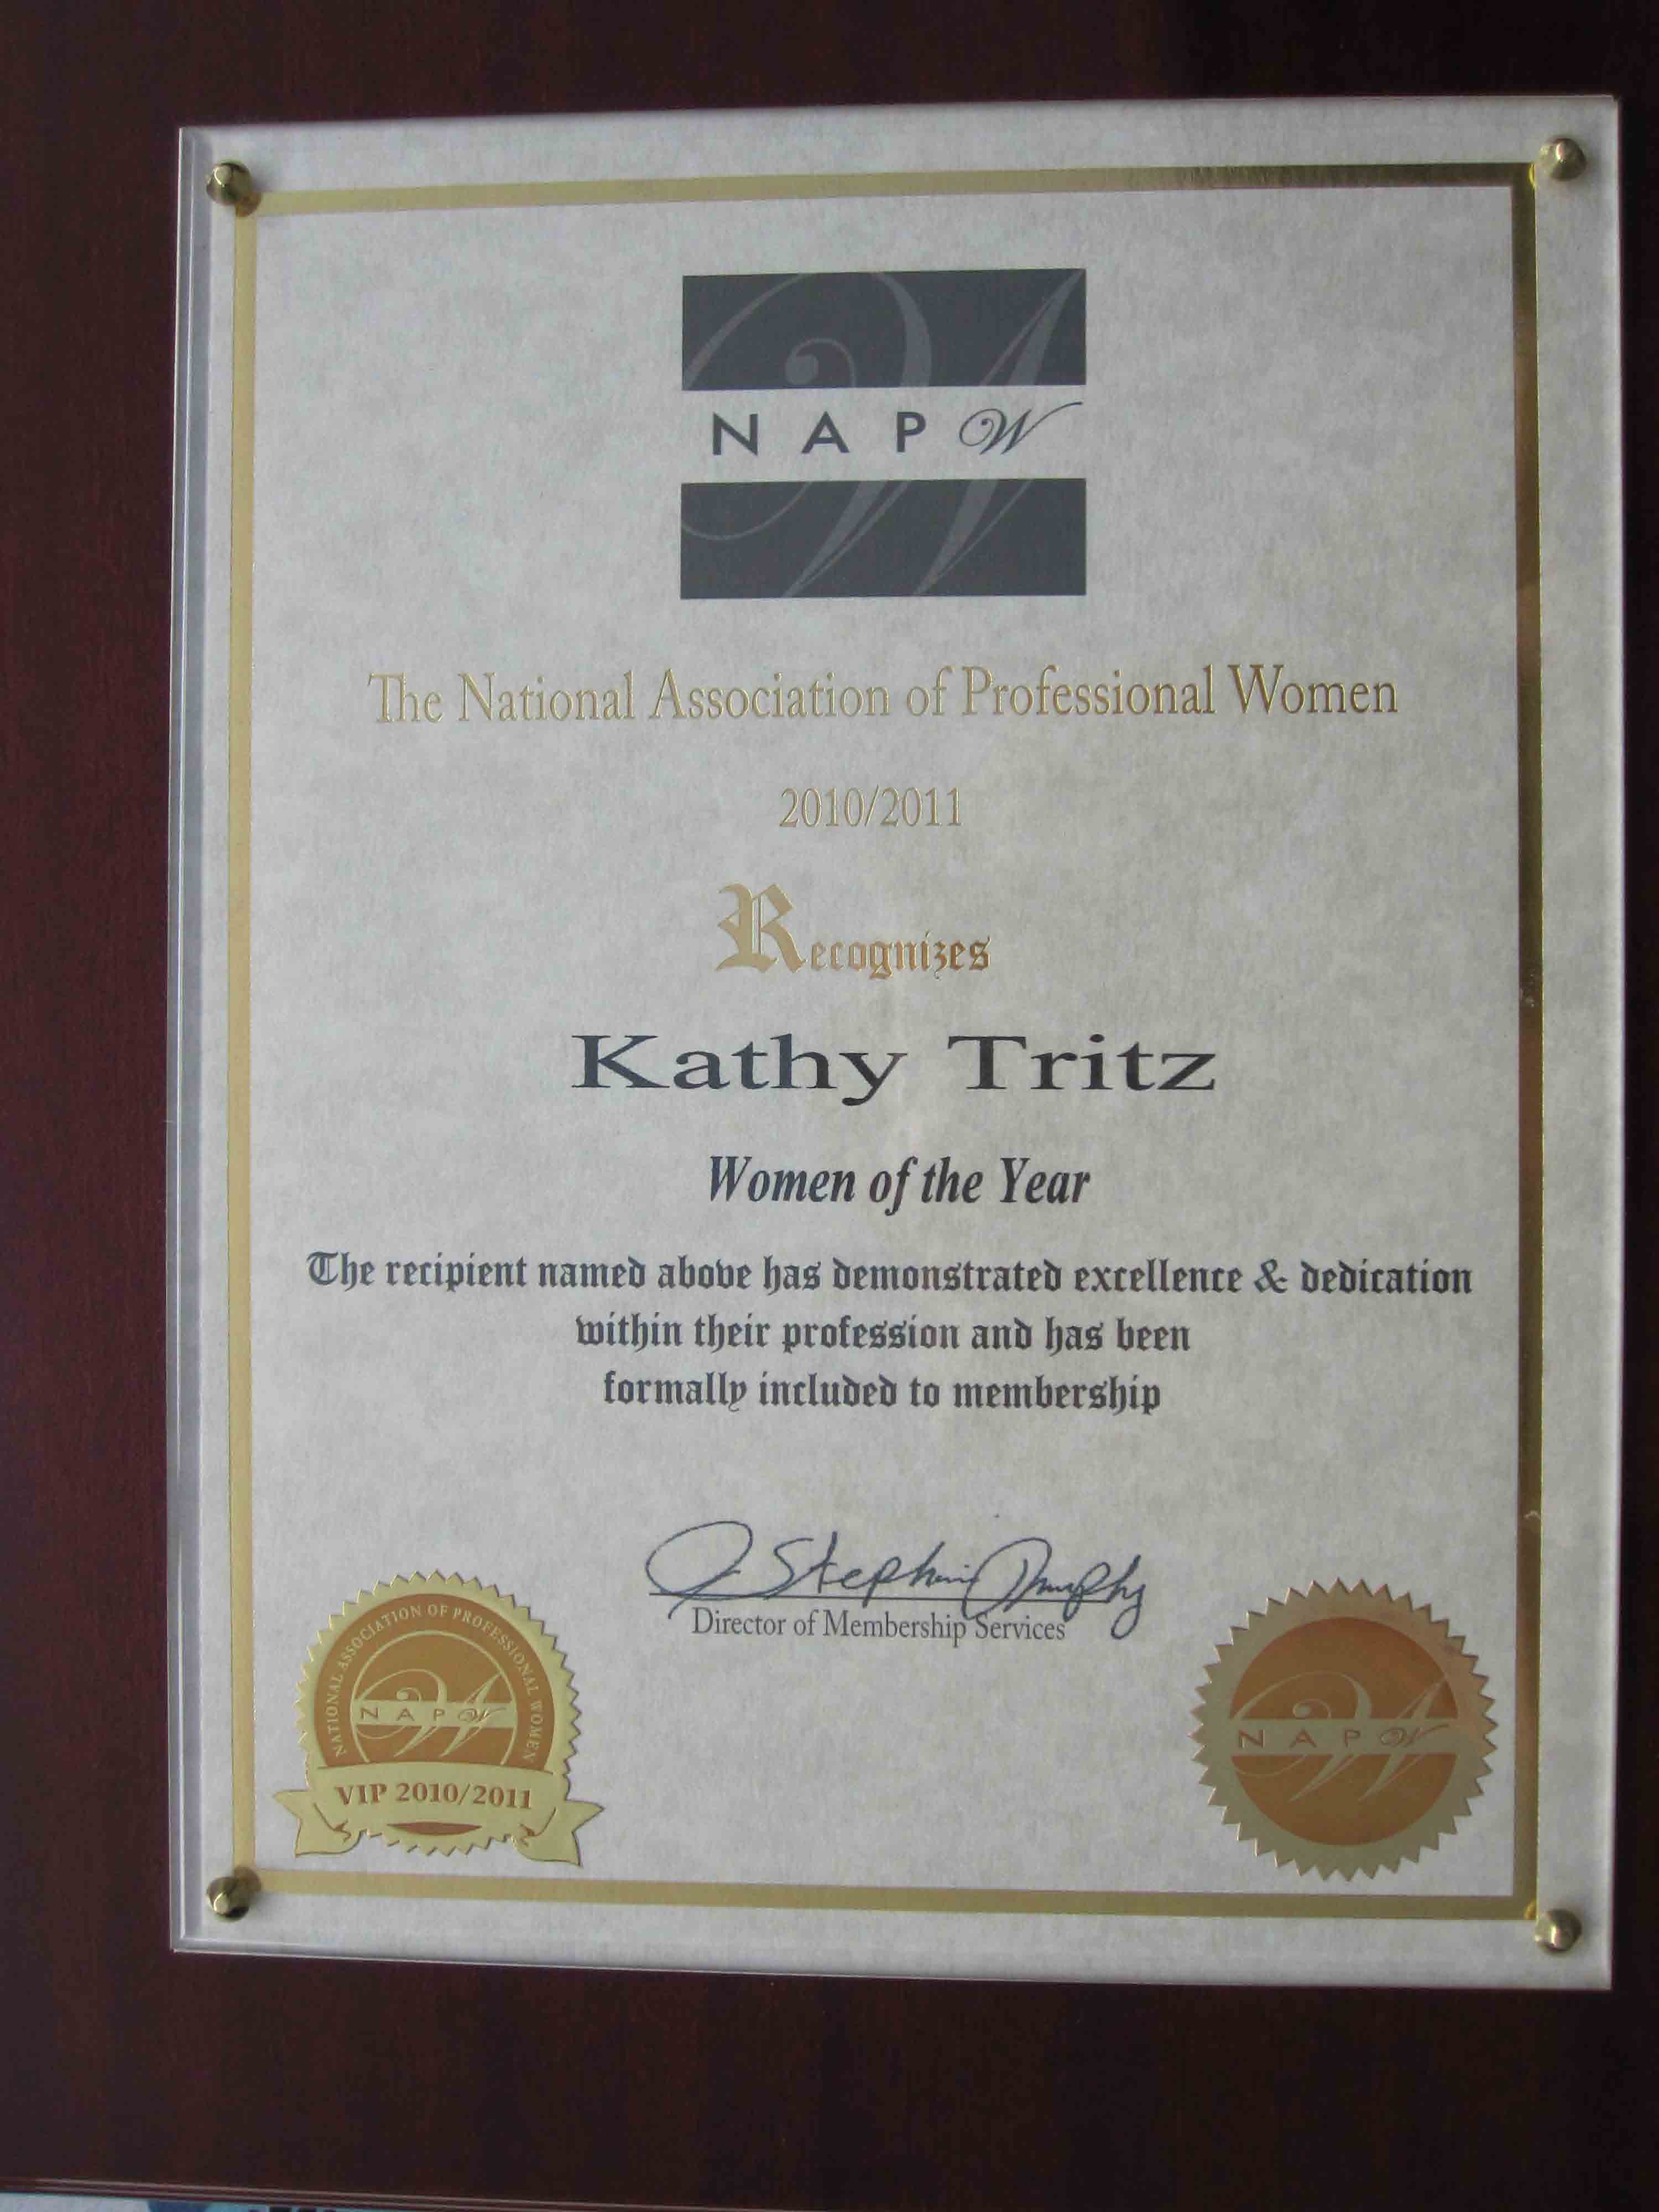 NAPW
The National Association of Professional Women
2010/2011
Recognizes
Kathy Tritz
Women of the Year
The recipient named above has demonstrated excellence & dedication
within their profession and has been
formally included to membership
J Stephanie Murphy
Director of Membership Services
NATIONAL ASSOCIATION OF PROFESSIONAL WOMEN
NAPW
VIP 2010/2011
NAPW